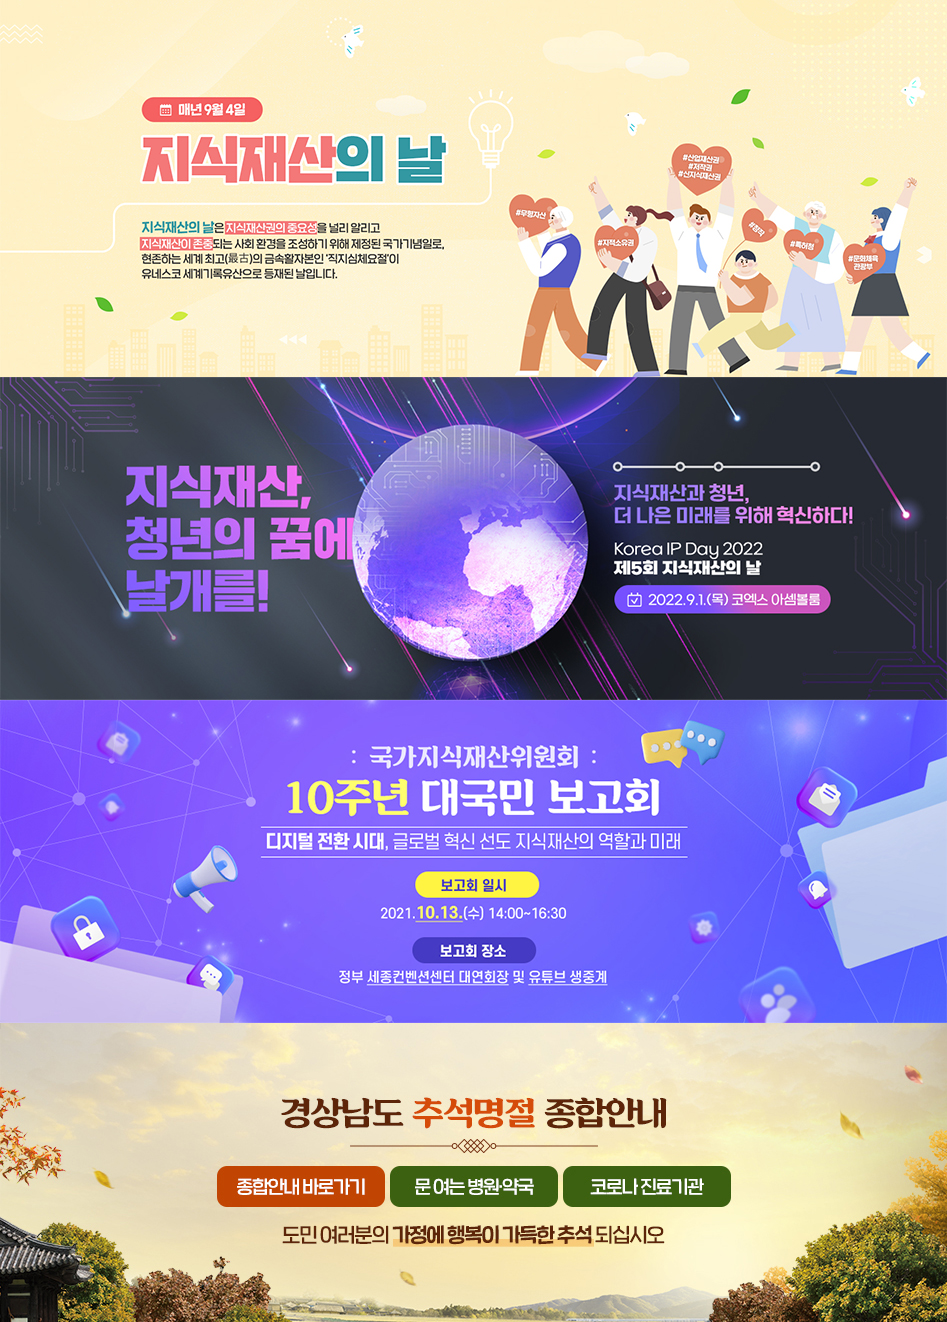 매년 9월 4일
지식재산의 날
지식재산의 날은 지식재산권의 중요성을 널리 알리고
지식재산이 존중되는 사회 환경을 조성하기 위해 제정된 국가기념일로,
현존하는 세계 최고(最古)의 금속활자본인 '직지심체요절'이
유네스코 세계기록유산으로 등재된 날입니다.
#산업재산권
#저작권
#신지식재산권
#무형자산
#지적소유권
#창작
#특허청
#문화체육
관광부
지식재산,
청년의 꿈에
날개를!
지식재산과 청년,
더 나은 미래를 위해 혁신하다!
Korea IP Day 2022
제5회 지식재산의 날
2022.9.1.(목) 코엑스 아셈볼룸
: 국가지식재산위원회 :
10주년 대국민 보고회
디지털 전환 시대, 글로벌 혁신 선도 지식재산의 역할과 미래
보고회 일시
2021.10.13.(수) 14:00~16:30
보고회 장소
정부 세종컨벤션센터 대연회장 및 유튜브 생중계
경상남도 추석명절 종합안내
종합안내 바로가기
문 여는 병원·약국
코로나 진료기관
도민 여러분의 가정에 행복이 가득한 추석 되십시오